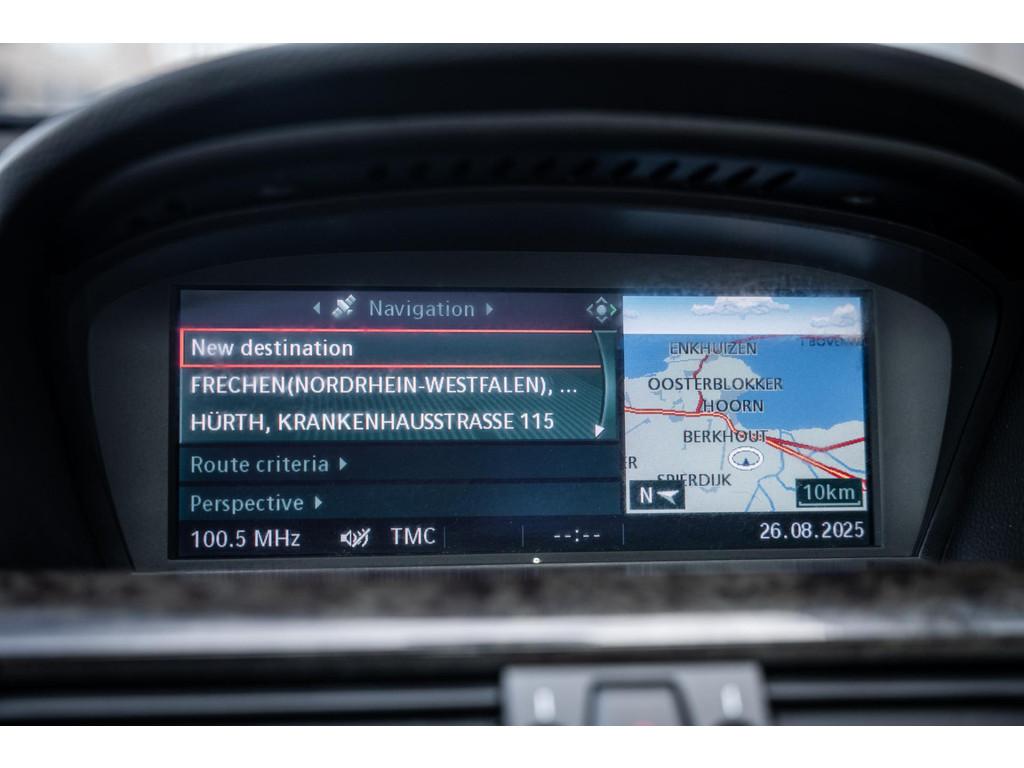 Navigation
New destination
FRECHEN(NORDRHEIN-WESTFALEN), ...
HÜRTH, KRANKENHAUSSTRASSE 115
Route criteria
Perspective
100.5 MHz TMC --:-- 26.08.2025
ENKHUIZEN
OOSTERBLOKKER
HOORN
BERKHOUT
SPIERDIJK
N
10km